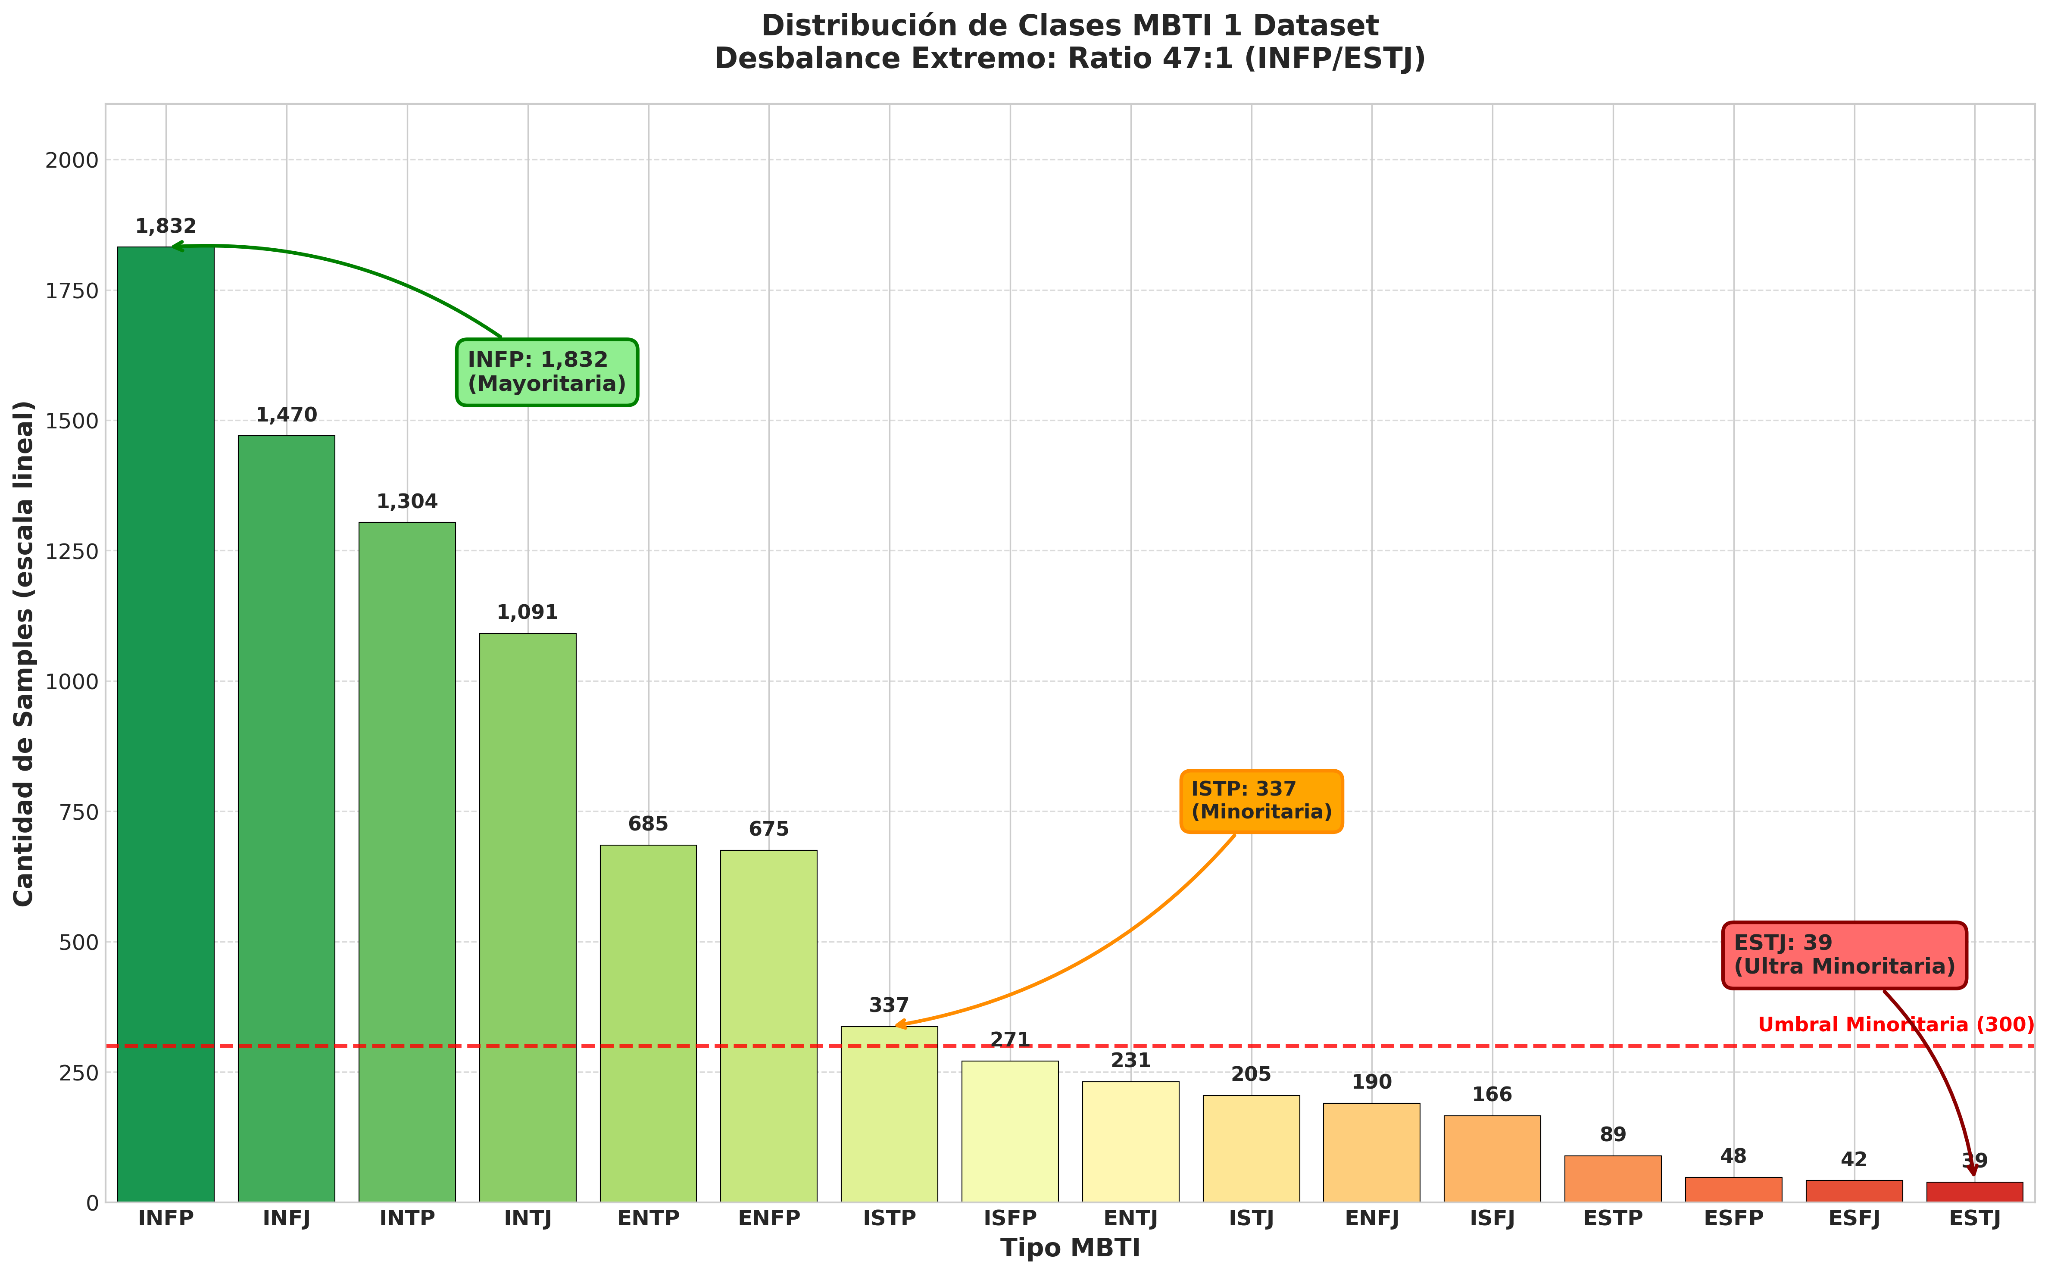 Distribución de Clases MBTI 1 Dataset
Desbalance Extremo: Ratio 47:1 (INFP/ESTJ)
Cantidad de Samples (escala lineal)
2000
1750
1500
1250
1000
750
500
250
0
1,832
1,470
1,304
1,091
685
675
337
271
231
205
190
166
89
48
42
39
INFP: 1,832
(Mayoritaria)
ISTP: 337
(Minoritaria)
ESTJ: 39
(Ultra Minoritaria)
Umbral Minoritaria (300)
INFP INFJ INTP INTJ ENTP ENFP ISTP ISFP ENTJ ISTJ ENFJ ISFJ ESTP ESFP ESFJ ESTJ
Tipo MBTI